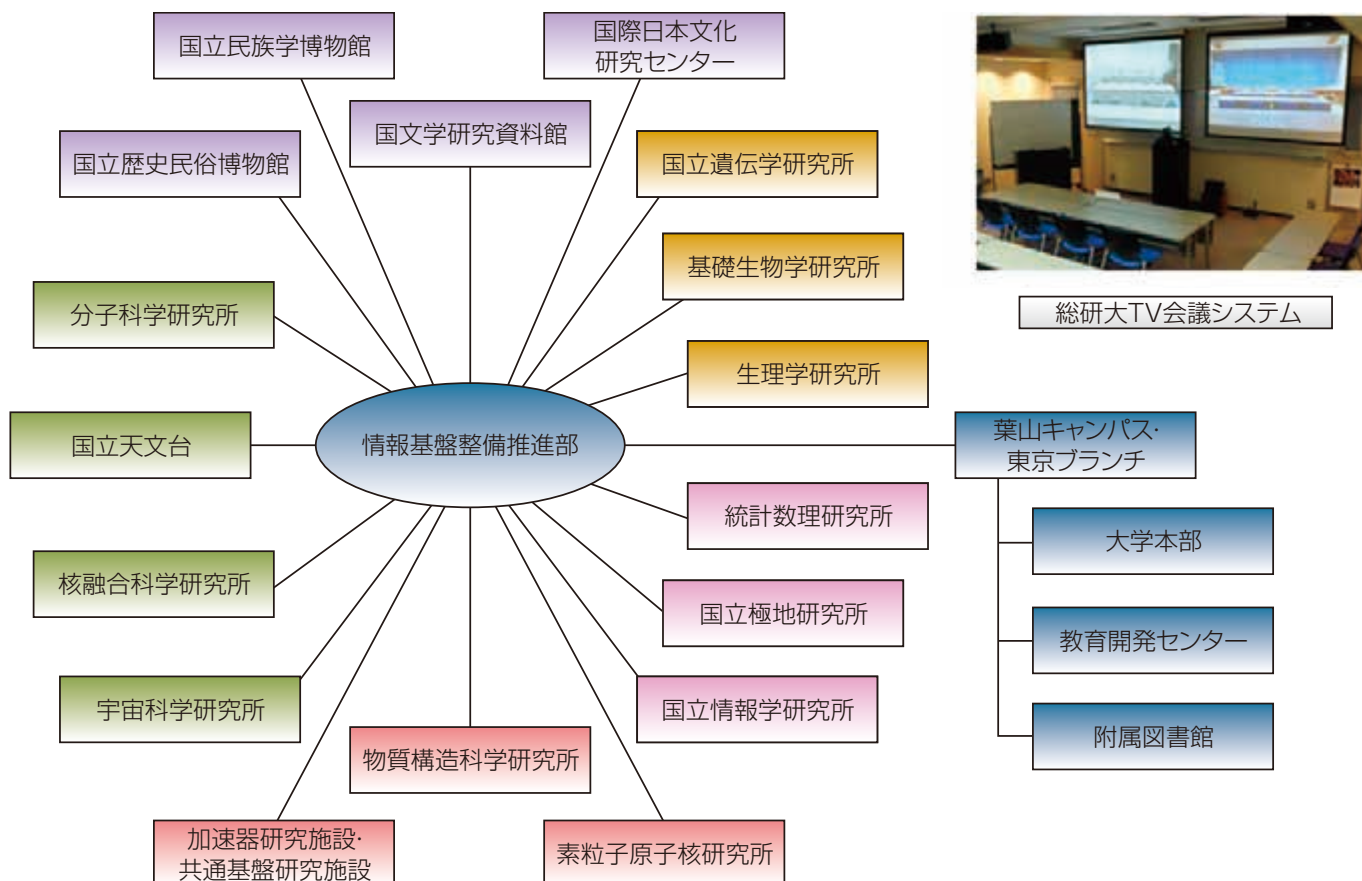 国立民族学博物館
国際日本文化
研究センター
国文学研究資料館
国立歴史民俗博物館
国立遺伝学研究所
基礎生物学研究所
分子科学研究所
総研大TV会議システム
生理学研究所
国立天文台
情報基盤整備推進部
葉山キャンパス・
東京ブランチ
統計数理研究所
大学本部
核融合科学研究所
国立極地研究所
教育開発センター
宇宙科学研究所
国立情報学研究所
附属図書館
物質構造科学研究所
加速器研究施設・
共通基盤研究施設
素粒子原子核研究所